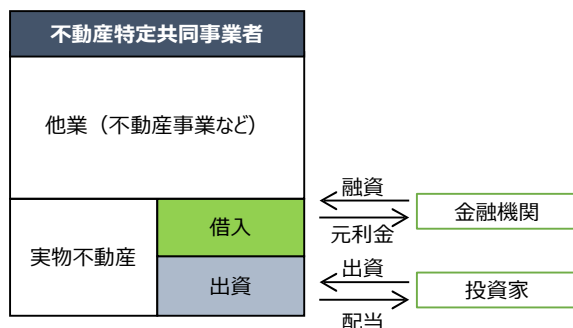 不動産特定共同事業者
他業（不動産事業など）
実物不動産
借入
出資
融資
元利金
金融機関
出資
配当
投資家